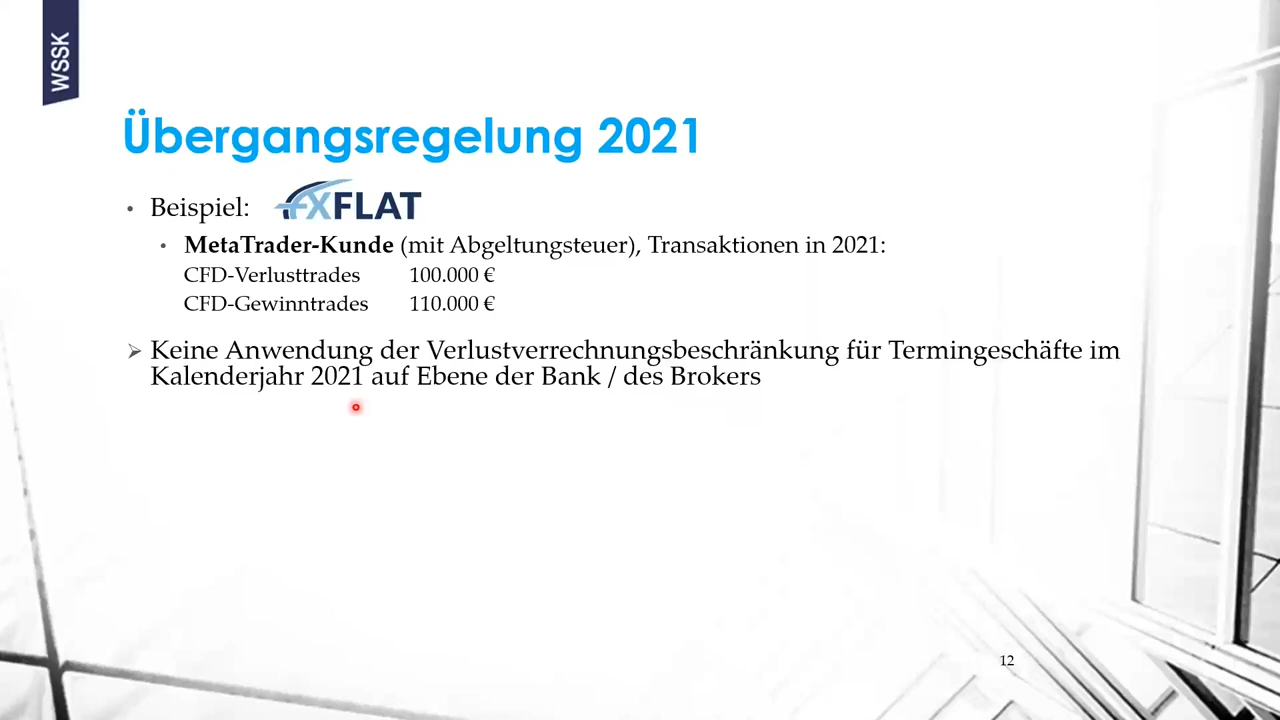 WSSK
Übergangsregelung 2021
• Beispiel: FXFLAT
• MetaTrader-Kunde (mit Abgeltungsteuer), Transaktionen in 2021:
CFD-Verlusttrades 100.000 €
CFD-Gewinntrades 110.000 €
➢ Keine Anwendung der Verlustverrechnungsbeschränkung für Termingeschäfte im
Kalenderjahr 2021 auf Ebene der Bank / des Brokers
12